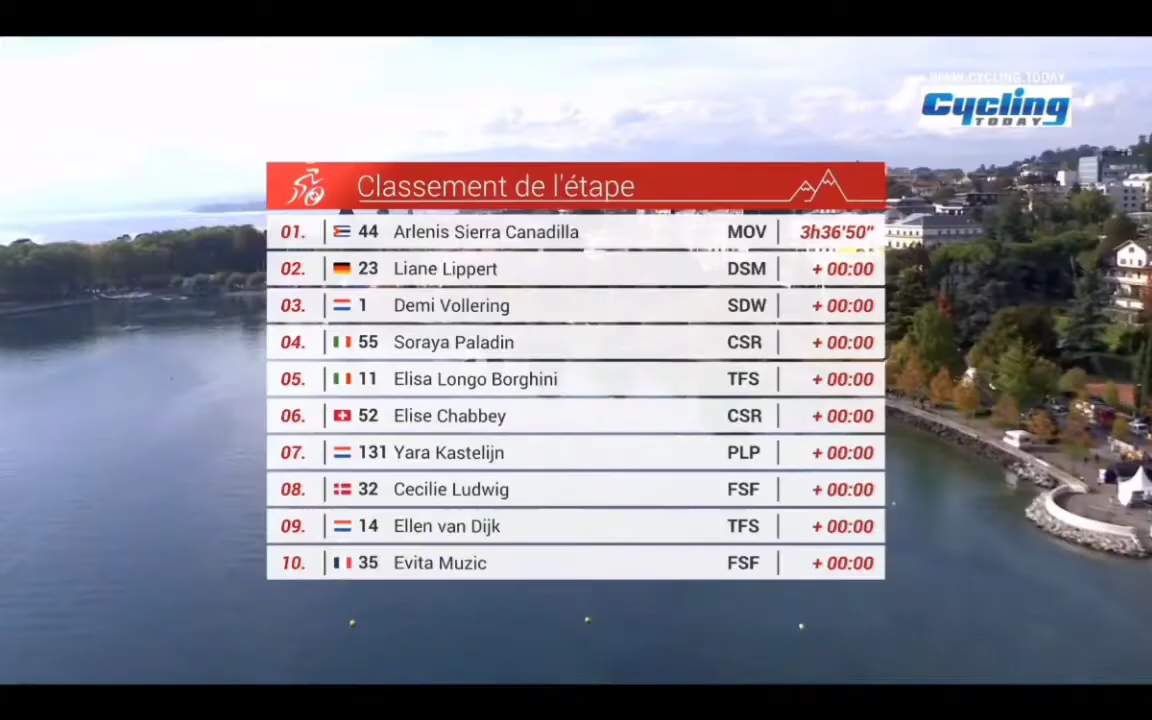 WWW.CYCLING.TODAY
Cycling
TODAY
Classement de l'étape
01. 44 Arlenis Sierra Canadilla MOV 3h36'50"
02. 23 Liane Lippert DSM + 00:00
03. 1 Demi Vollering SDW + 00:00
04. 55 Soraya Paladin CSR + 00:00
05. 11 Elisa Longo Borghini TFS + 00:00
06. 52 Elise Chabbey CSR + 00:00
07. 131 Yara Kastelijn PLP + 00:00
08. 32 Cecilie Ludwig FSF + 00:00
09. 14 Ellen van Dijk TFS + 00:00
10. 35 Evita Muzic FSF + 00:00